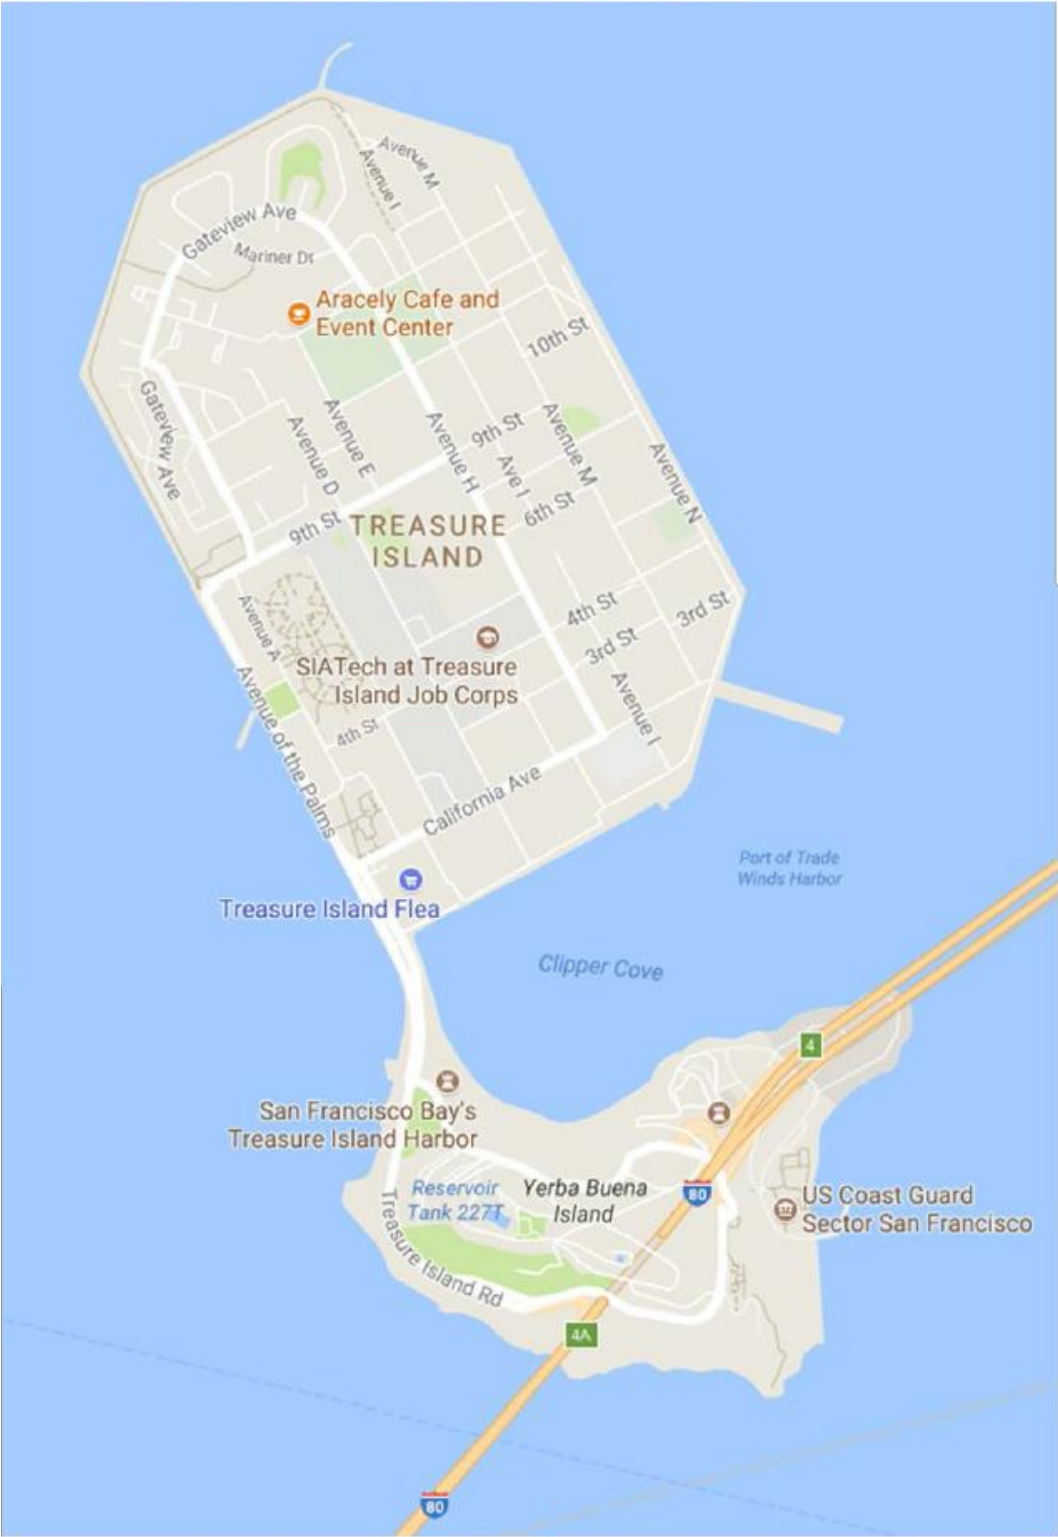 Avenue M
Avenue I
Gateview Ave
Mariner Dr
Aracely Cafe and
Event Center
10th St
Gateview Ave
Avenue D
Avenue E
Avenue H
9th St
Avenue M
Ave I
6th St
Avenue N
9th St
TREASURE
ISLAND
Avenue A
4th St
3rd St
3rd St
SIATech at Treasure
Island Job Corps
Avenue I
Avenue of the Palms
4th St
California Ave
Port of Trade
Winds Harbor
Treasure Island Flea
Clipper Cove
4
San Francisco Bay's
Treasure Island Harbor
Reservoir
Tank 227T
Yerba Buena
Island
80
US Coast Guard
Sector San Francisco
Treasure Island Rd
4A
80